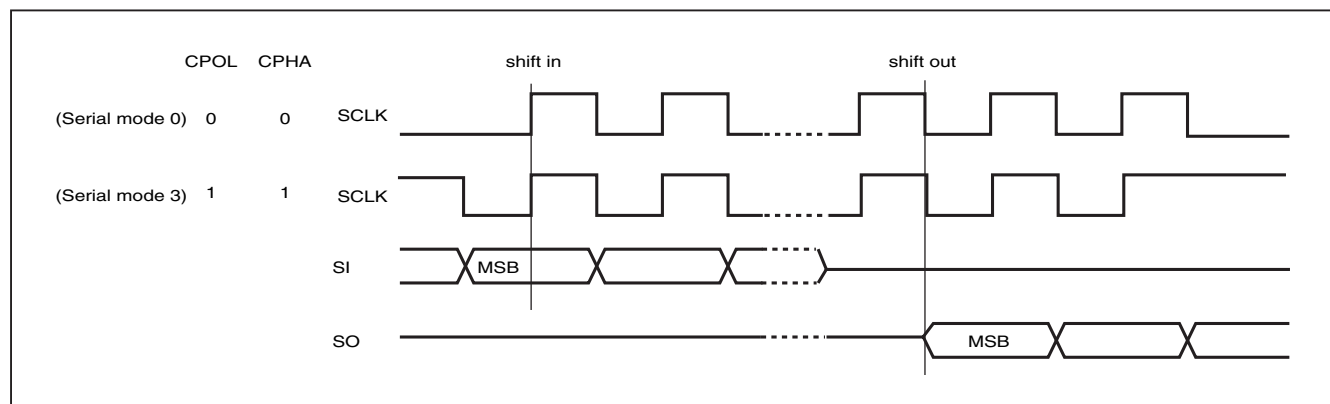 CPOL CPHA shift in shift out
(Serial mode 0) 0 0 SCLK
(Serial mode 3) 1 1 SCLK
SI MSB
SO MSB